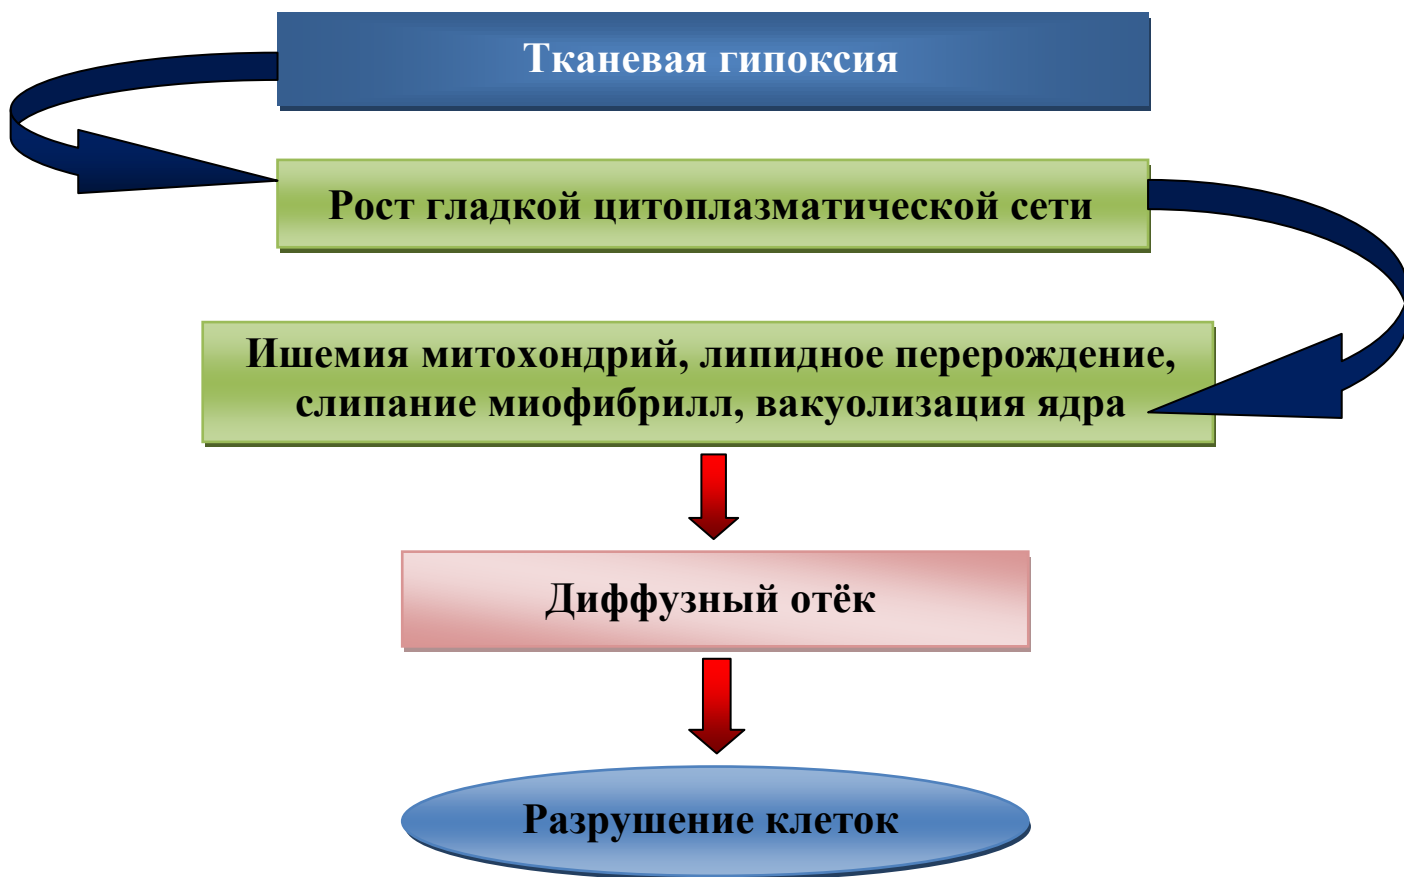 Тканевая гипоксия
Рост гладкой цитоплазматической сети
Ишемия митохондрий, липидное перерождение,
слипание миофибрилл, вакуолизация ядра
Диффузный отёк
Разрушение клеток